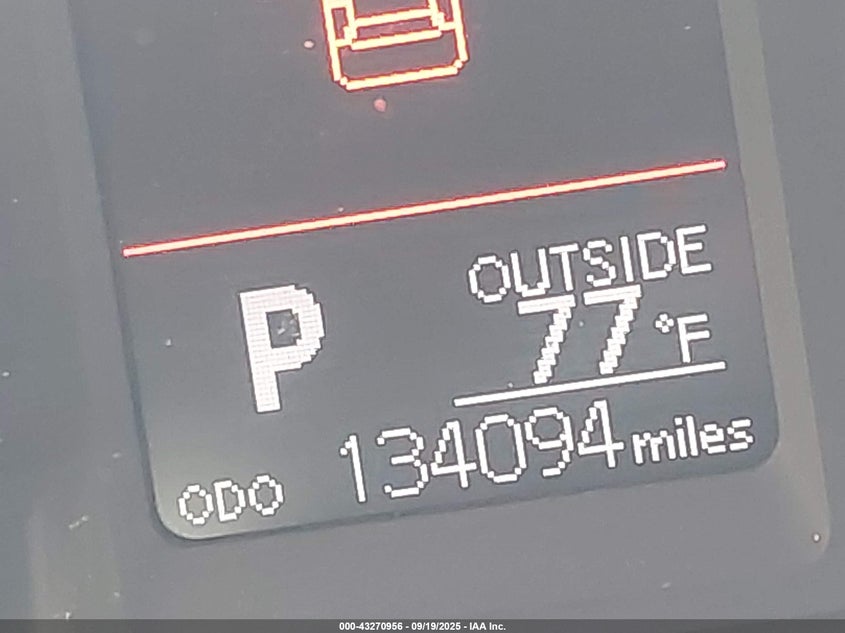 OUTSIDE
P 77°F
ODO 134094 miles
000-43270956 - 09/19/2025 - IAA Inc.